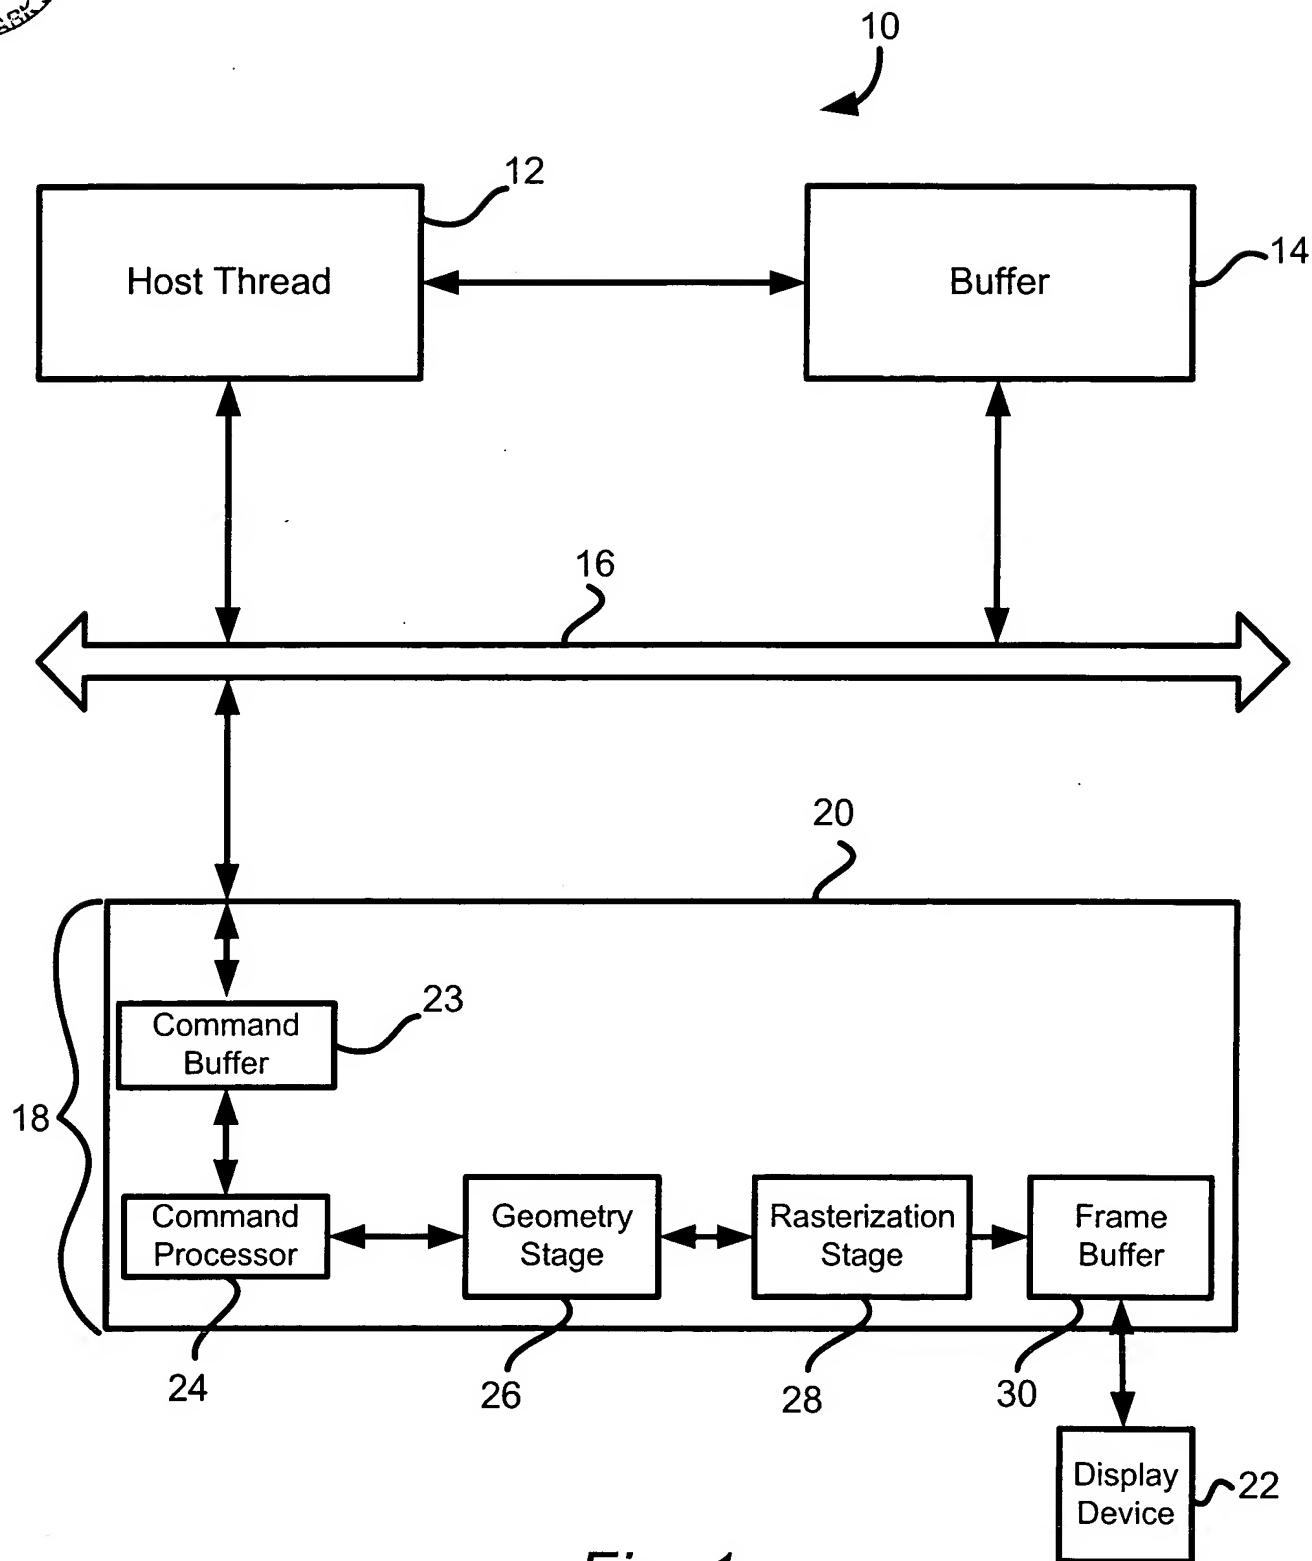 10
12
Host Thread
Buffer
14
16
20
23
Command
Buffer
18
Command
Processor
Geometry
Stage
Rasterization
Stage
Frame
Buffer
24
26
28
30
Display
Device
22